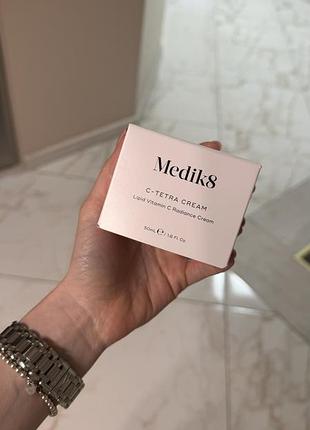 Medik8
C-TETRA CREAM
Lipid Vitamin C Radiance Cream
50mL ℮ / 1.6 Fl. Oz